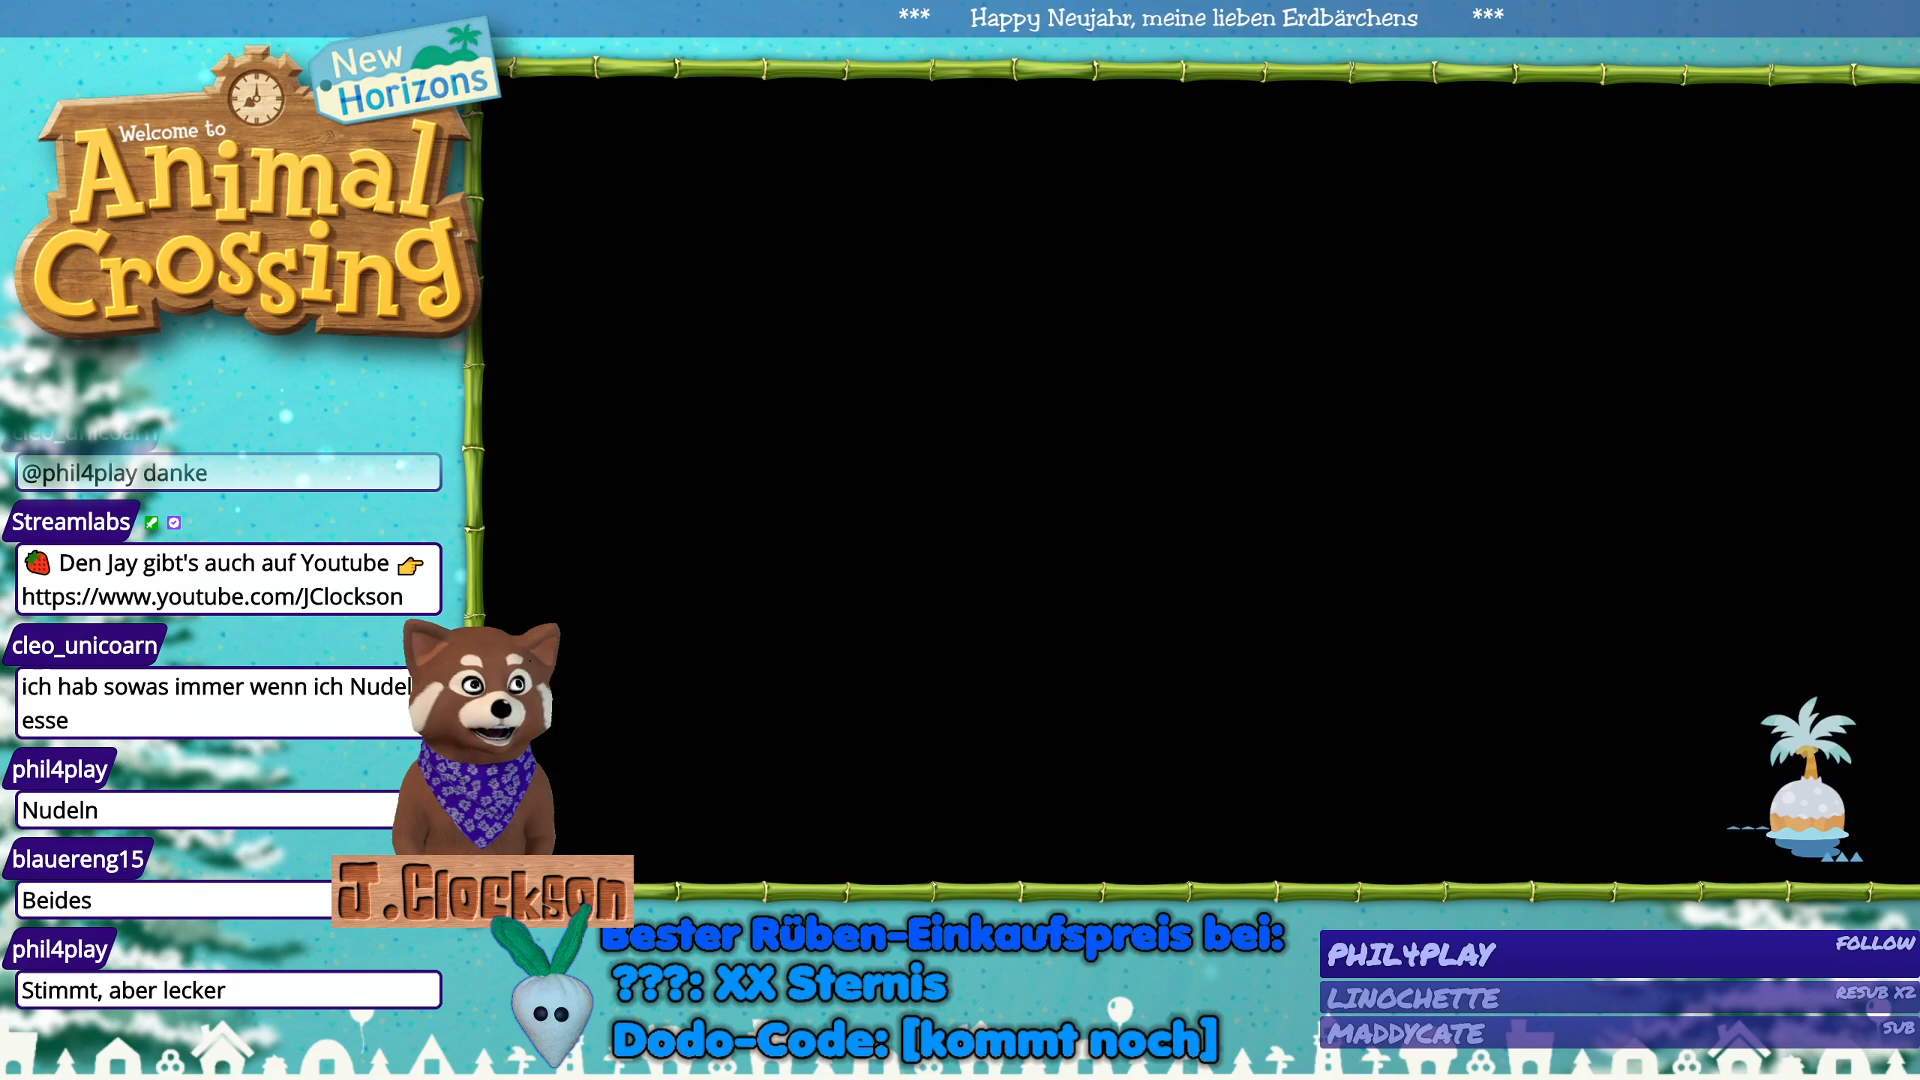 *** Happy Neujahr, meine lieben Erdbärchens ***
New
Horizons
Welcome to
Animal
Crossing
cleo_unicoarn
@phil4play danke
Streamlabs
🍓 Den Jay gibt's auch auf Youtube 👉
https://www.youtube.com/JClockson
cleo_unicoarn
ich hab sowas immer wenn ich Nudel
esse
phil4play
Nudeln
blauereng15
Beides
phil4play
Stimmt, aber lecker
J.Clockson
Bester Rüben-Einkaufspreis bei:
???: XX Sternis
Dodo-Code: [kommt noch]
PHIL4PLAY FOLLOW
LINOCHETTE RESUB X2
MADDYCATE SUB